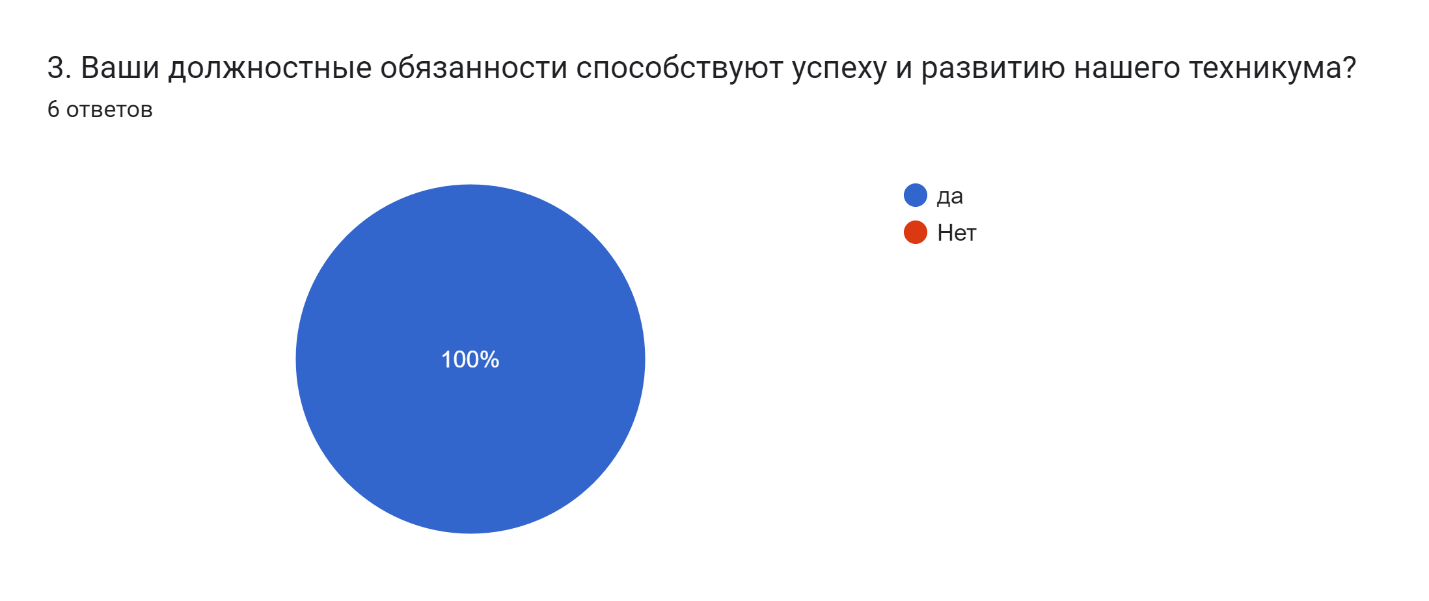 3. Ваши должностные обязанности способствуют успеху и развитию нашего техникума?
6 ответов
да
Нет
100%